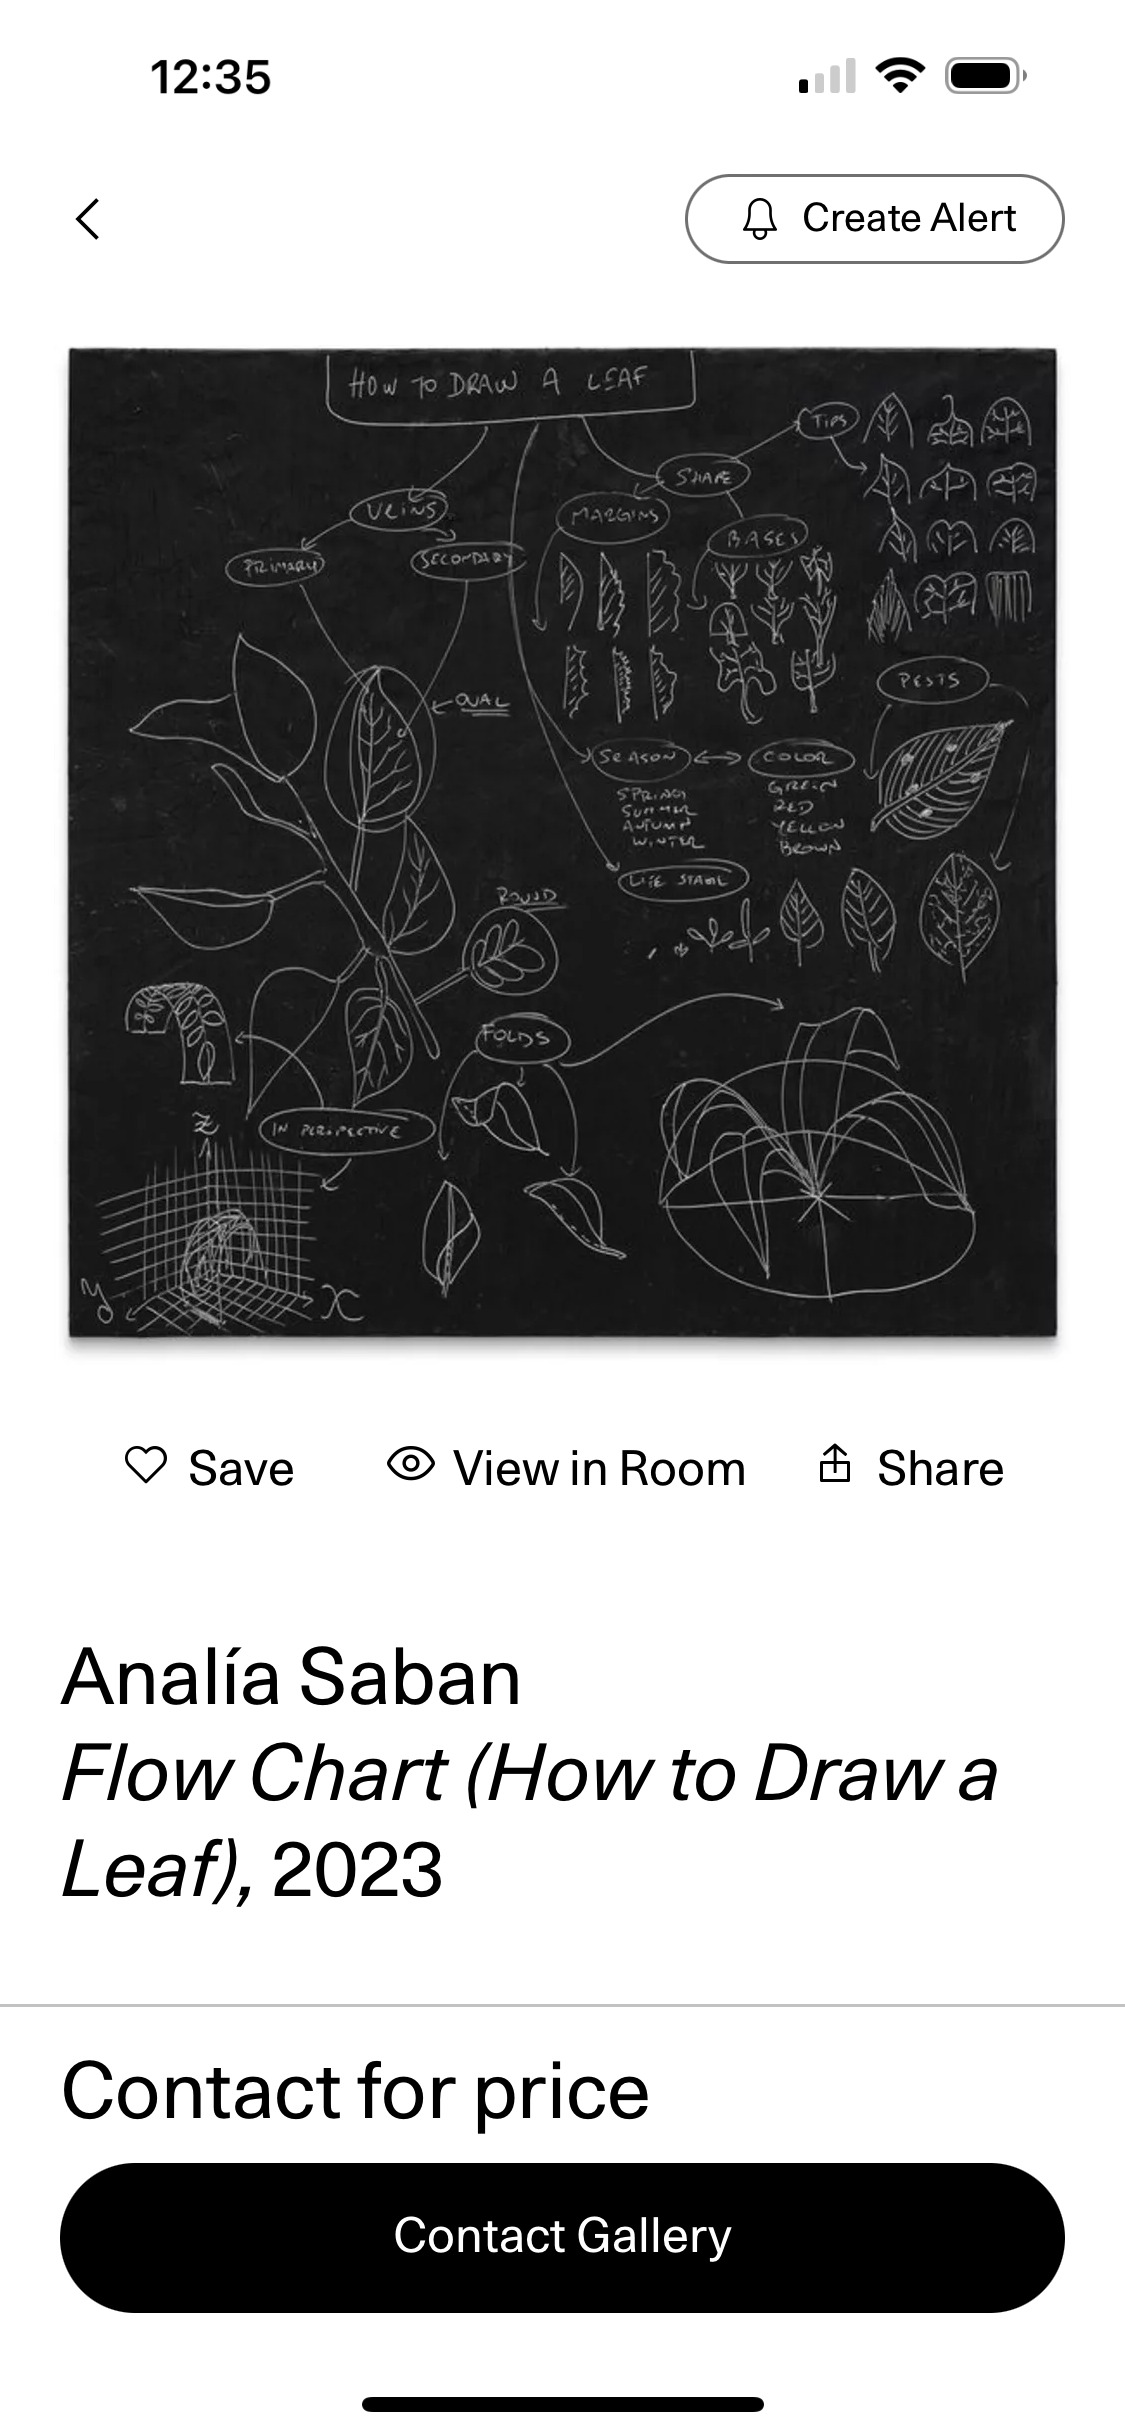 12:35
Create Alert
HOW TO DRAW A LEAF
TIPS
SHAPE
VEINS
MARGINS
BASES
PRIMARY
SECONDARY
PESTS
OVAL
SEASON
COLOR
SPRING
SUMMER
AUTUMN
WINTER
GREEN
RED
YELLOW
BROWN
LIFE STAGE
ROUND
FOLDS
IN PERSPECTIVE
z
y
x
Save
View in Room
Share
Analía Saban
Flow Chart (How to Draw a
Leaf), 2023
Contact for price
Contact Gallery